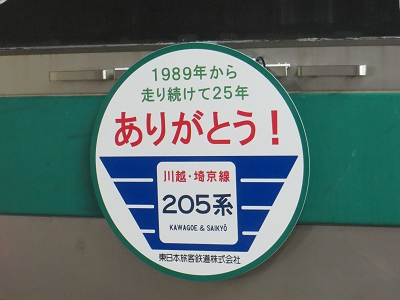 1989年から
走り続けて25年
ありがとう!
川越・埼京線
205系
KAWAGOE & SAIKYŌ
東日本旅客鉄道株式会社